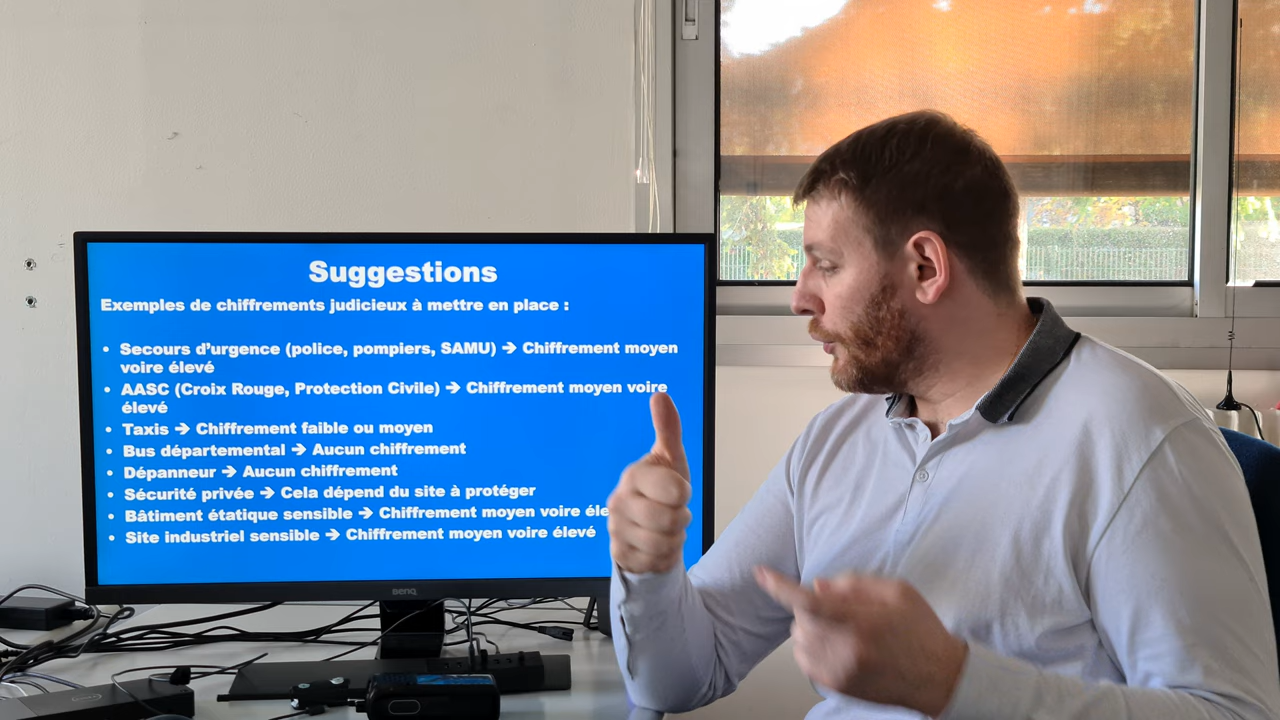 Suggestions
Exemples de chiffrements judicieux à mettre en place :
• Secours d'urgence (police, pompiers, SAMU) → Chiffrement moyen
voire élevé
• AASC (Croix Rouge, Protection Civile) → Chiffrement moyen voire
élevé
• Taxis → Chiffrement faible ou moyen
• Bus départemental → Aucun chiffrement
• Dépanneur → Aucun chiffrement
• Sécurité privée → Cela dépend du site à protéger
• Bâtiment étatique sensible → Chiffrement moyen voire éle
• Site industriel sensible → Chiffrement moyen voire élevé
BenQ